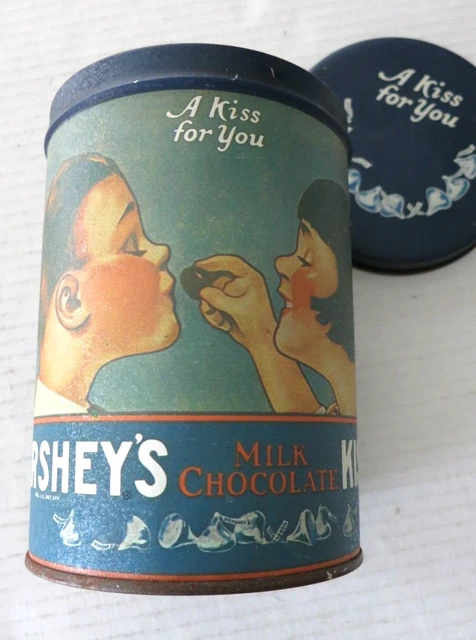 A Kiss
for You
A Kiss
for You
RSHEY'S
MILK
CHOCOLATE
KI